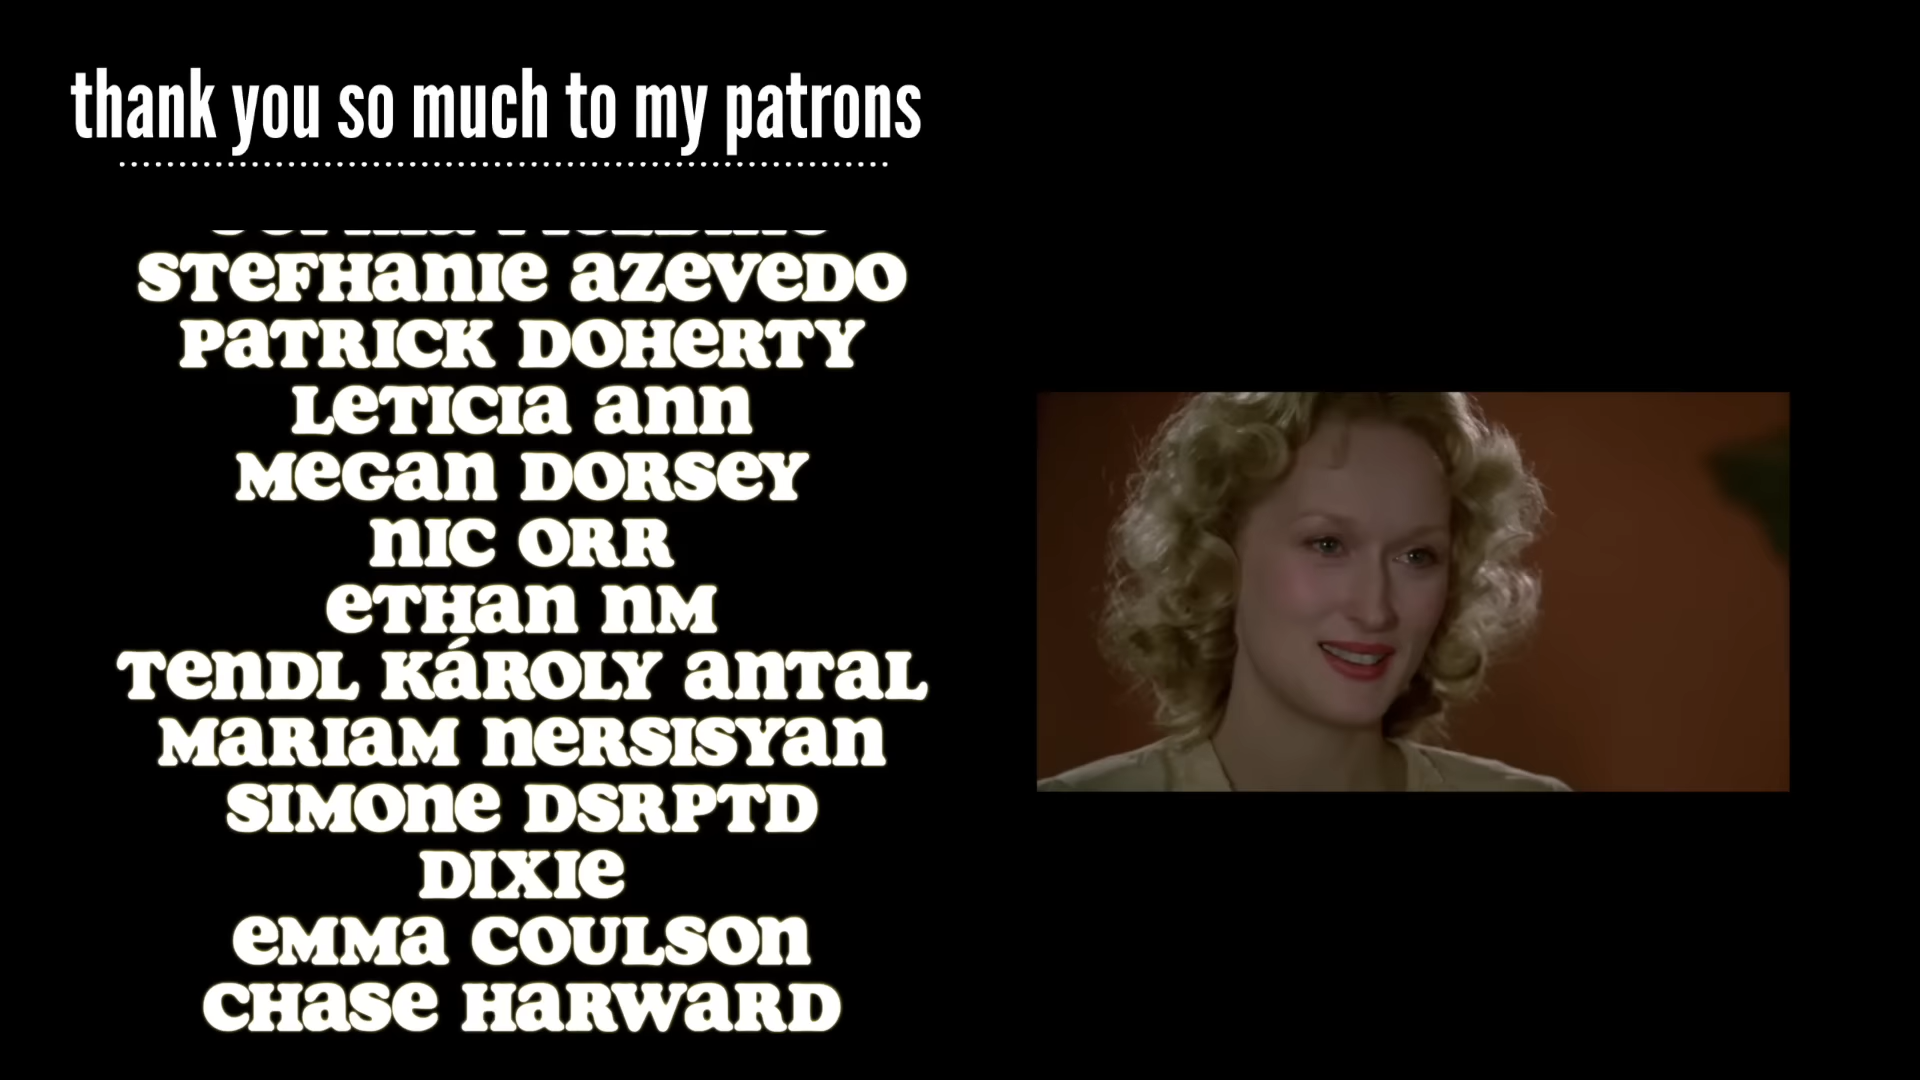 thank you so much to my patrons
STEFHANIE AZEVEDO
PATRICK DOHERTY
LETICIA ANN
MEGAN DORSEY
NIC ORR
ETHAN NM
TENDL KÁROLY ANTAL
MARIAM NERSISYAN
SIMONE DSRPTD
DIXIE
EMMA COULSON
CHASE HARWARD